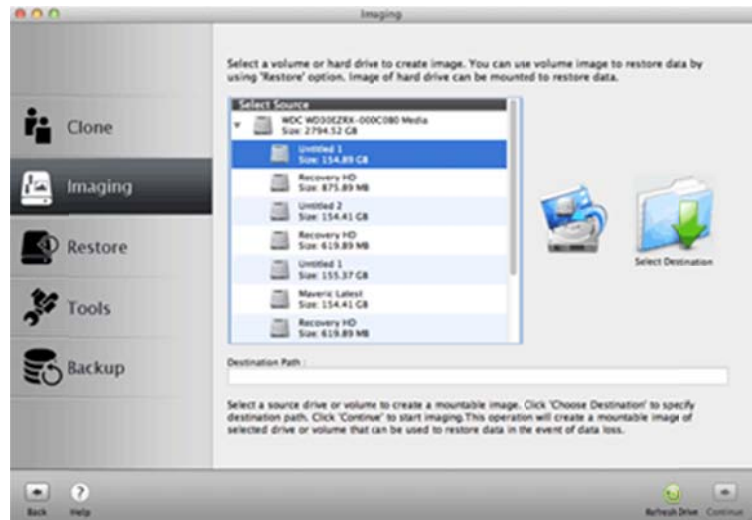 Imaging
Select a volume or hard drive to create image. You can use volume image to restore data by
using 'Restore' option. Image of hard drive can be mounted to restore data.
Select Source
WDC WD30EZRX-000C0B0 Media
Size: 2794.52 GB
Untitled 1
Size: 154.89 GB
Recovery HD
Size: 875.89 MB
Untitled 2
Size: 154.41 GB
Recovery HD
Size: 619.89 MB
Untitled 1
Size: 155.37 GB
Maveric Latest
Size: 154.41 GB
Recovery HD
Size: 619.89 MB
Clone
Imaging
Restore
Tools
Backup
Select Destination
Destination Path :
Select a source drive or volume to create a mountable image. Click 'Choose Destination' to specify
destination path. Click 'Continue' to start imaging.This operation will create a mountable image of
selected drive or volume that can be used to restore data in the event of data loss.
Back
Help
Refresh Drive
Continue